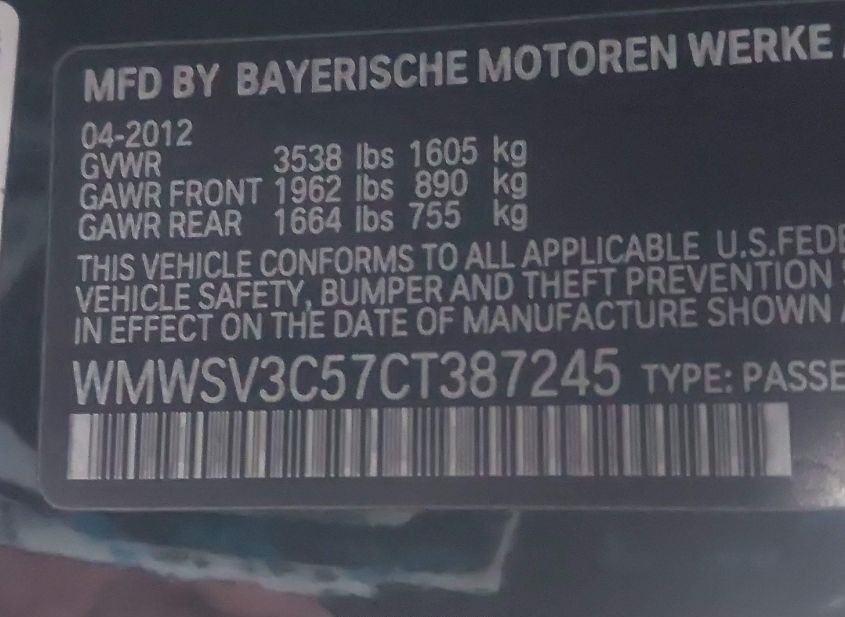 MFD BY BAYERISCHE MOTOREN WERKE
04-2012
GVWR 3538 lbs 1605 kg
GAWR FRONT 1962 lbs 890 kg
GAWR REAR 1664 lbs 755 kg
THIS VEHICLE CONFORMS TO ALL APPLICABLE U.S.FEDE
VEHICLE SAFETY, BUMPER AND THEFT PREVENTION
IN EFFECT ON THE DATE OF MANUFACTURE SHOWN
WMWSV3C57CT387245 TYPE: PASSE